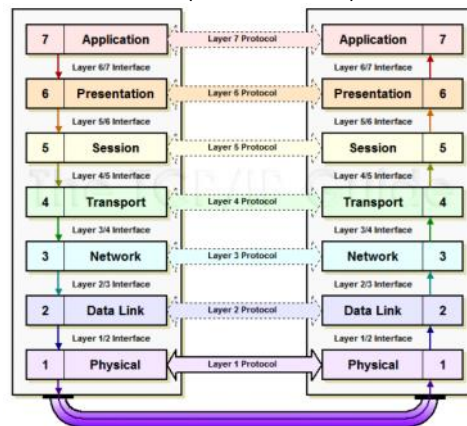 7 Application Layer 7 Protocol Application 7
Layer 6/7 Interface Layer 6/7 Interface
6 Presentation Layer 6 Protocol Presentation 6
Layer 5/6 Interface Layer 5/6 Interface
5 Session Layer 5 Protocol Session 5
Layer 4/5 Interface Layer 4/5 Interface
The TCP/IP Guide
4 Transport Layer 4 Protocol Transport 4
Layer 3/4 Interface Layer 3/4 Interface
3 Network Layer 3 Protocol Network 3
Layer 2/3 Interface Layer 2/3 Interface
2 Data Link Layer 2 Protocol Data Link 2
Layer 1/2 Interface Layer 1/2 Interface
1 Physical Layer 1 Protocol Physical 1